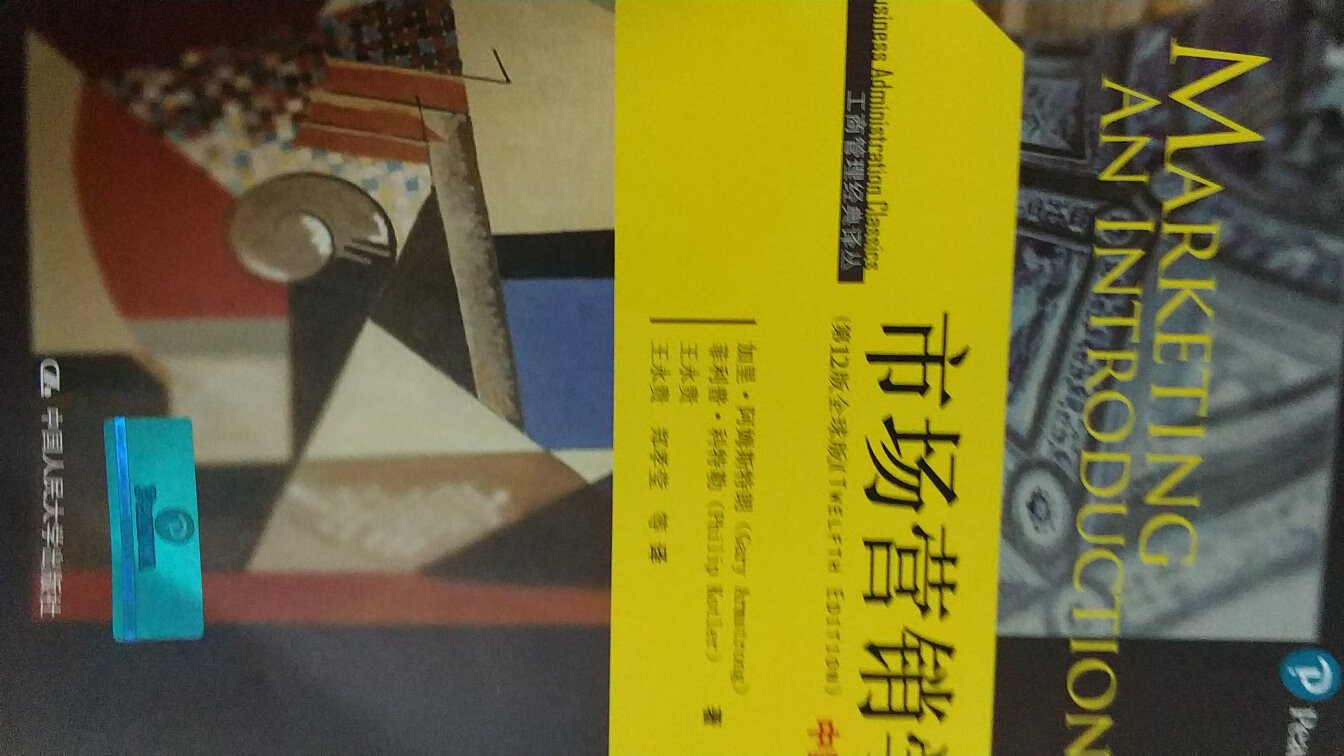 MARKETING
AN INTRODUCTION
usiness Administration Classics
工商管理经典译丛
市场营销
(第12版·全球版)(TWELFTH EDITION)
加里·阿姆斯特朗 (Gary Armstrong)
菲利普·科特勒 (Philip Kotler) 著
王永贵
王永贵 郑孝莹 等 译
中国人民大学出版社
Pearson